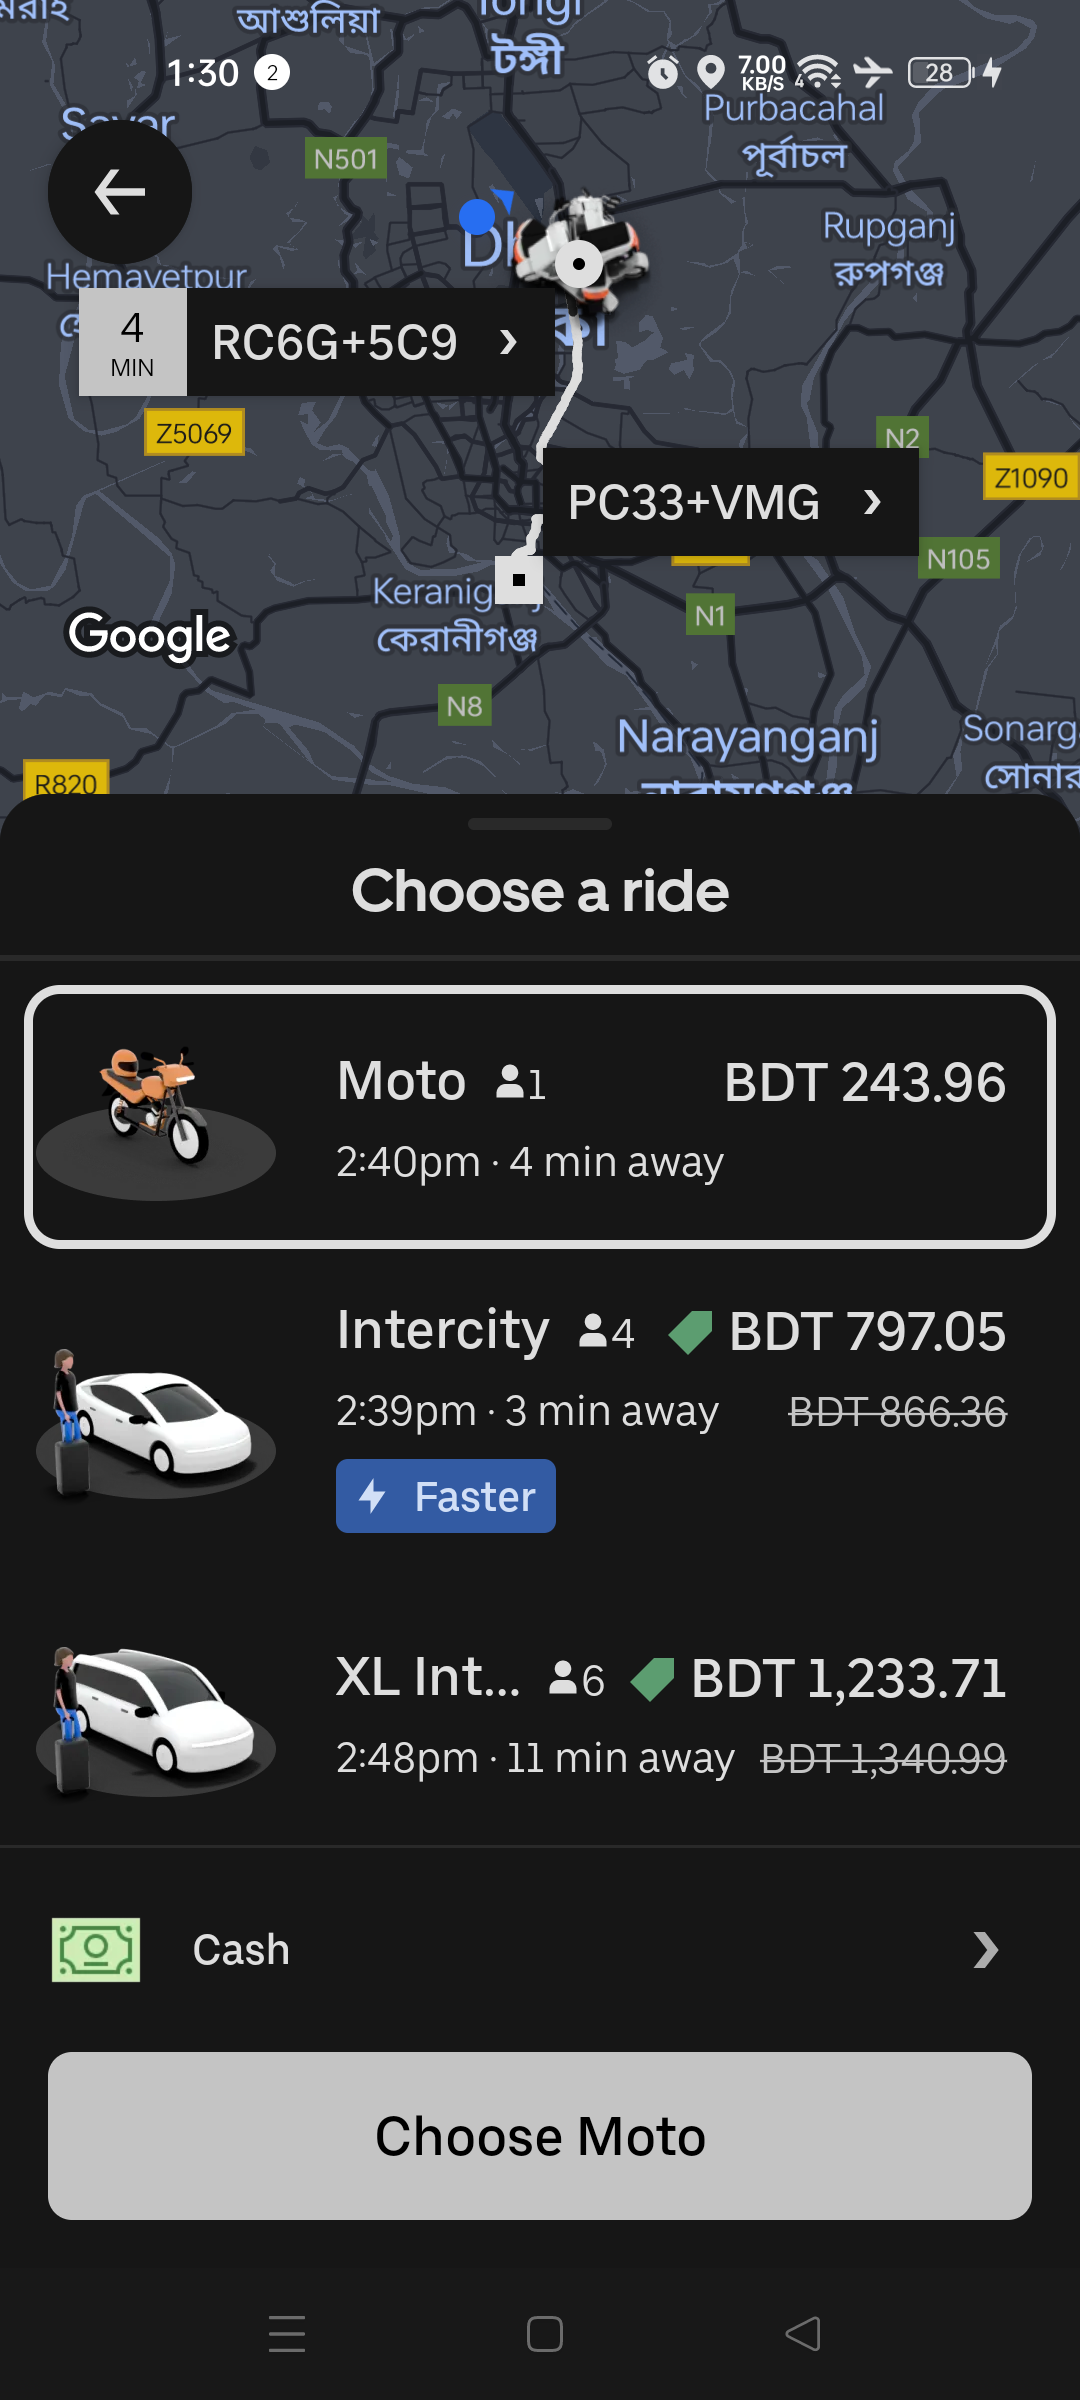 আশুলিয়া
টঙ্গী
1:30 2
7.00 KB/S 4 28
Purbacahal
পূর্বাচল
N501
Rupganj
রুপগঞ্জ
Hemayetpur
4 MIN
RC6G+5C9
Z5069
N2
Z1090
PC33+VMG
N105
কেরানীগঞ্জ
N1
Google
N8
Narayanganj
R820
Choose a ride
Moto 1 BDT 243.96
2:40pm · 4 min away
Intercity 4 BDT 797.05
2:39pm · 3 min away BDT 866.36
Faster
XL Int... 6 BDT 1,233.71
2:48pm · 11 min away BDT 1,340.99
Cash
Choose Moto